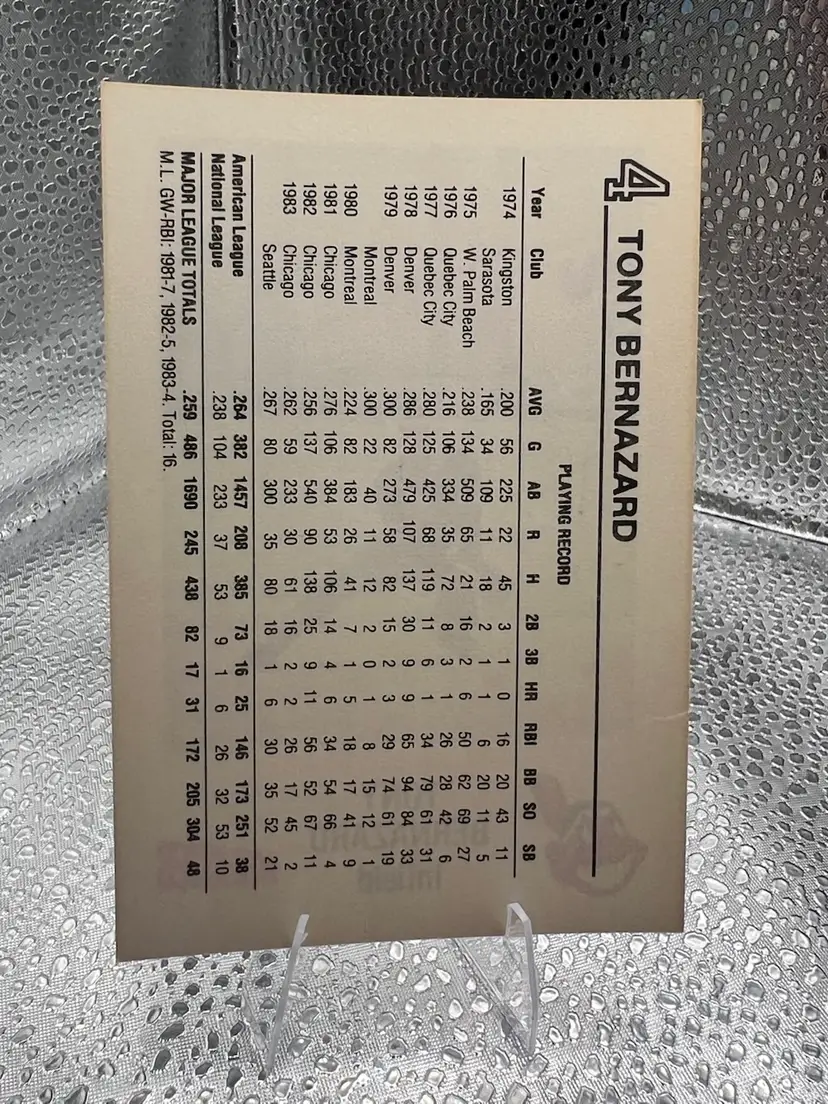 4 TONY BERNAZARD
PLAYING RECORD
Year Club AVG G AB R H 2B 3B HR RBI BB SO SB
1974 Kingston .200 56 225 22 45 3 1 0 16 20 43 11
Sarasota .165 34 109 11 18 2 1 1 6 20 11 5
1975 W. Palm Beach .238 134 509 65 21 16 2 6 50 62 69 27
1976 Quebec City .216 106 334 35 72 8 3 1 26 28 42 6
1977 Quebec City .280 125 425 68 119 11 6 1 34 79 61 31
1978 Denver .286 128 479 107 137 30 9 9 65 94 84 33
1979 Denver .300 82 273 58 82 15 2 3 29 74 61 19
Montreal .300 22 40 11 12 2 0 1 8 15 12 1
1980 Montreal .224 82 183 26 41 7 1 5 18 17 41 9
1981 Chicago .276 106 384 53 106 14 4 6 34 54 66 4
1982 Chicago .256 137 540 90 138 25 9 11 56 52 67 11
1983 Chicago .262 59 233 30 61 16 2 2 26 17 45 2
Seattle .267 80 300 35 80 18 1 6 30 35 52 21
American League .264 382 1457 208 385 73 16 25 146 173 251 38
National League .238 104 233 37 53 9 1 6 26 32 53 10
MAJOR LEAGUE TOTALS .259 486 1690 245 438 82 17 31 172 205 304 48
M.L. GW-RBI: 1981-7, 1982-5, 1983-4. Total: 16.